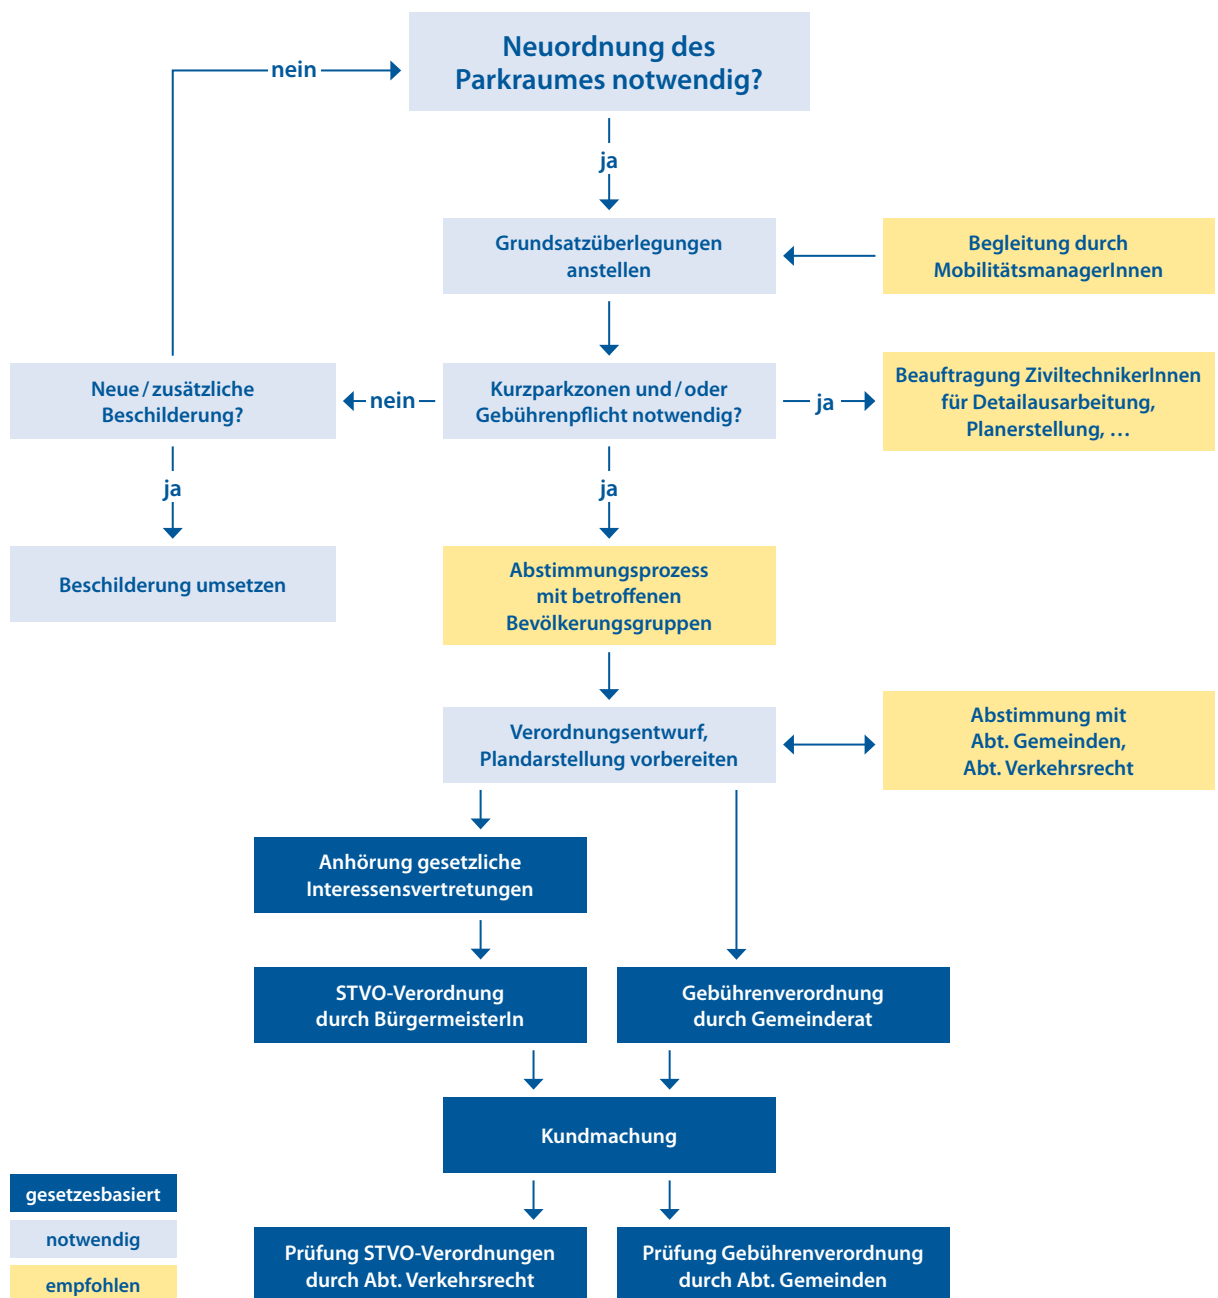 Neuordnung des
Parkraumes notwendig?
nein
ja
Grundsatzüberlegungen
anstellen
Begleitung durch
MobilitätsmanagerInnen
Neue / zusätzliche
Beschilderung?
nein
Kurzparkzonen und / oder
Gebührenpflicht notwendig?
ja
Beauftragung ZiviltechnikerInnen
für Detailausarbeitung,
Planerstellung, …
ja
ja
Beschilderung umsetzen
Abstimmungsprozess
mit betroffenen
Bevölkerungsgruppen
Verordnungsentwurf,
Plandarstellung vorbereiten
Abstimmung mit
Abt. Gemeinden,
Abt. Verkehrsrecht
Anhörung gesetzliche
Interessensvertretungen
STVO-Verordnung
durch BürgermeisterIn
Gebührenverordnung
durch Gemeinderat
Kundmachung
Prüfung STVO-Verordnungen
durch Abt. Verkehrsrecht
Prüfung Gebührenverordnung
durch Abt. Gemeinden
gesetzesbasiert
notwendig
empfohlen